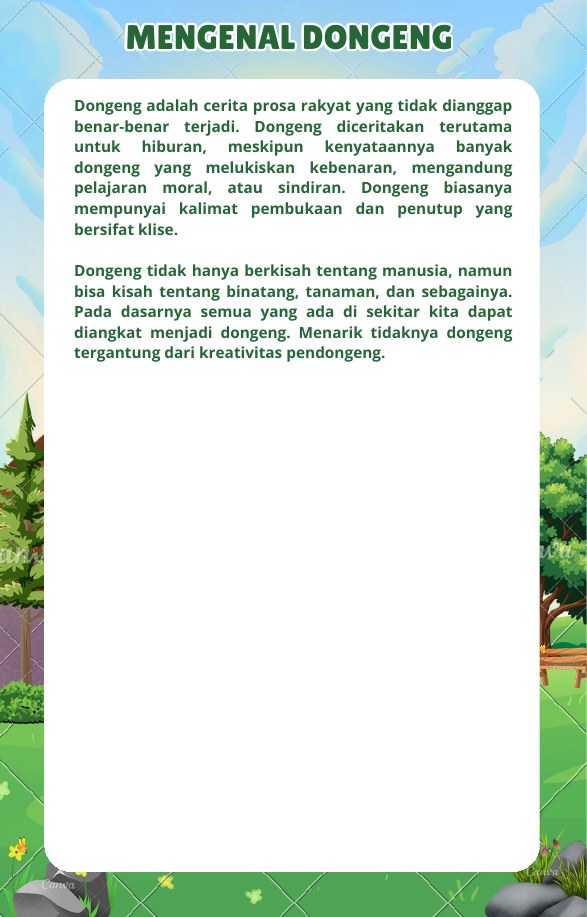 MENGENAL DONGENG
Dongeng adalah cerita prosa rakyat yang tidak dianggap
benar-benar terjadi. Dongeng diceritakan terutama
untuk hiburan, meskipun kenyataannya banyak
dongeng yang melukiskan kebenaran, mengandung
pelajaran moral, atau sindiran. Dongeng biasanya
mempunyai kalimat pembukaan dan penutup yang
bersifat klise.
Dongeng tidak hanya berkisah tentang manusia, namun
bisa kisah tentang binatang, tanaman, dan sebagainya.
Pada dasarnya semua yang ada di sekitar kita dapat
diangkat menjadi dongeng. Menarik tidaknya dongeng
tergantung dari kreativitas pendongeng.
Canva
Canva